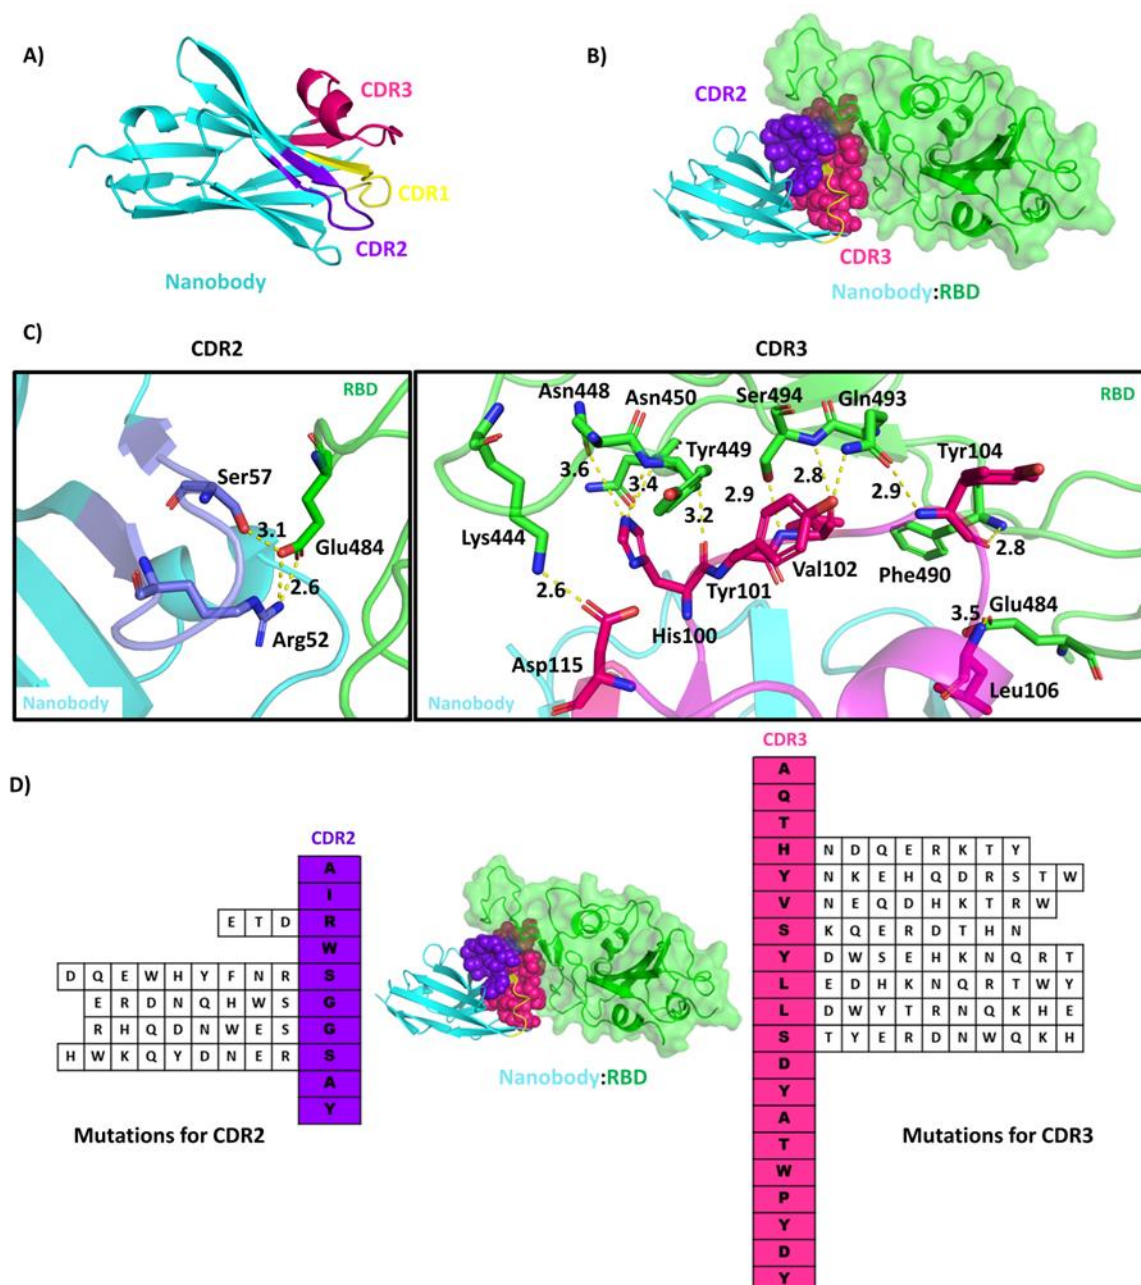 A)
CDR3
CDR1
CDR2
Nanobody
B)
CDR2
CDR3
Nanobody:RBD
C)
CDR2
RBD
Ser57
3.1
Glu484
2.6
Arg52
Nanobody
CDR3
RBD
Asn448
Asn450
Ser494
Gln493
Tyr449
Tyr104
3.6
3.4
2.9
2.8
2.9
3.2
2.8
Lys444
Val102
Phe490
2.6
Tyr101
His100
3.5
Glu484
Asp115
Leu106
Nanobody
D)
CDR2
A
I
E T D R
W
D Q E W H Y F N R S
E R D N Q H W S G
R H Q D N W E S G
H W K Q Y D N E R S
A
Y
Mutations for CDR2
Nanobody:RBD
CDR3
A
Q
T
H N D Q E R K T Y
Y N K E H Q D R S T W
V N E Q D H K T R W
S K Q E R D T H N
Y D W S E H K N Q R T
L E D H K N Q R T W Y
L D W Y T R N Q K H E
S T Y E R D N W Q K H
D
Y
A
T
W
P
Y
D
Y
Mutations for CDR3